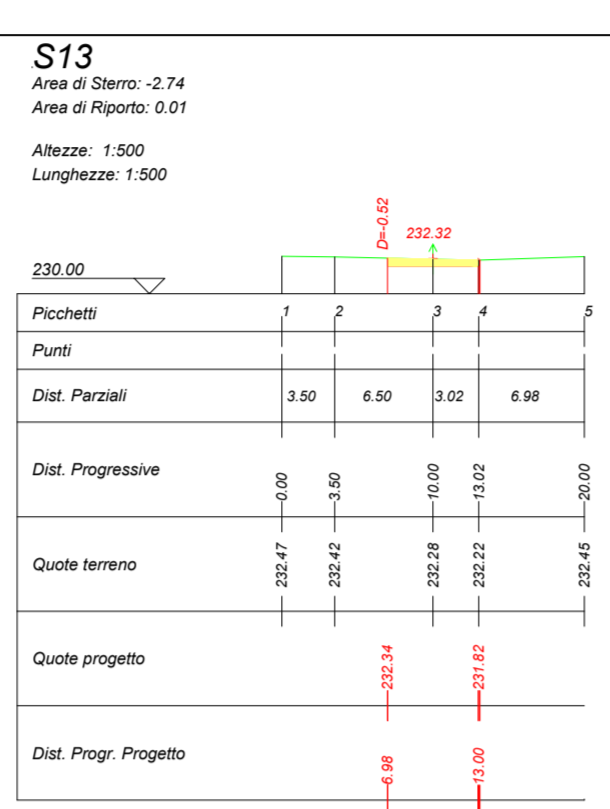 S13
Area di Sterro: -2.74
Area di Riporto: 0.01
Altezze: 1:500
Lunghezze: 1:500
D=-0.52
232.32
230.00
Picchetti 1 2 3 4 5
Punti
Dist. Parziali 3.50 6.50 3.02 6.98
Dist. Progressive 0.00 3.50 10.00 13.02 20.00
Quote terreno 232.47 232.42 232.28 232.22 232.45
Quote progetto 232.34 231.82
Dist. Progr. Progetto 6.98 13.00